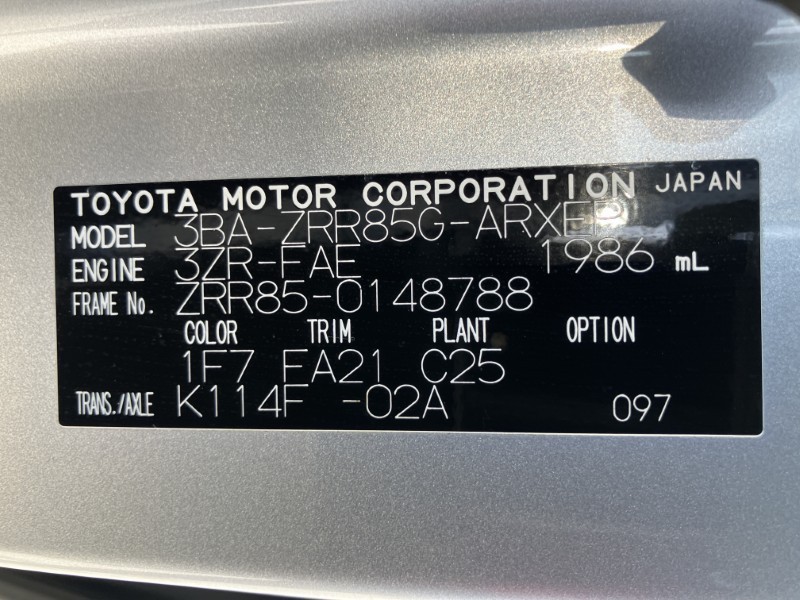 TOYOTA MOTOR CORPORATION JAPAN
MODEL 3BA-ZRR85G-ARXEP
ENGINE 3ZR-FAE 1986 mL
FRAME No. ZRR85-0148788
COLOR TRIM PLANT OPTION
1F7 FA21 C25
TRANS./AXLE K114F -02A 097